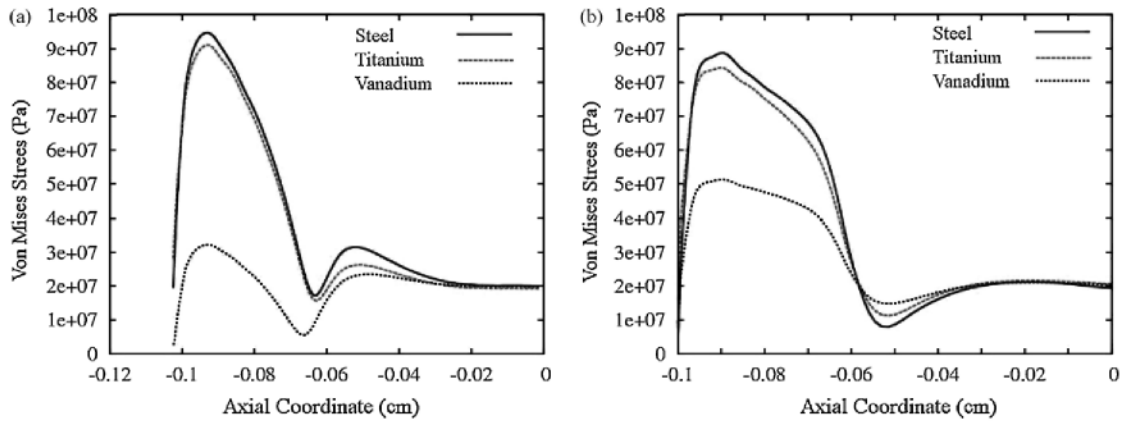 (a)
Von Mises Strees (Pa)
1e+08
9e+07
8e+07
7e+07
6e+07
5e+07
4e+07
3e+07
2e+07
1e+07
0
Steel
Titanium
Vanadium
-0.12 -0.1 -0.08 -0.06 -0.04 -0.02 0
Axial Coordinate (cm)
(b)
Von Mises Strees (Pa)
1e+08
9e+07
8e+07
7e+07
6e+07
5e+07
4e+07
3e+07
2e+07
1e+07
0
Steel
Titanium
Vanadium
-0.1 -0.08 -0.06 -0.04 -0.02 0
Axial Coordinate (cm)